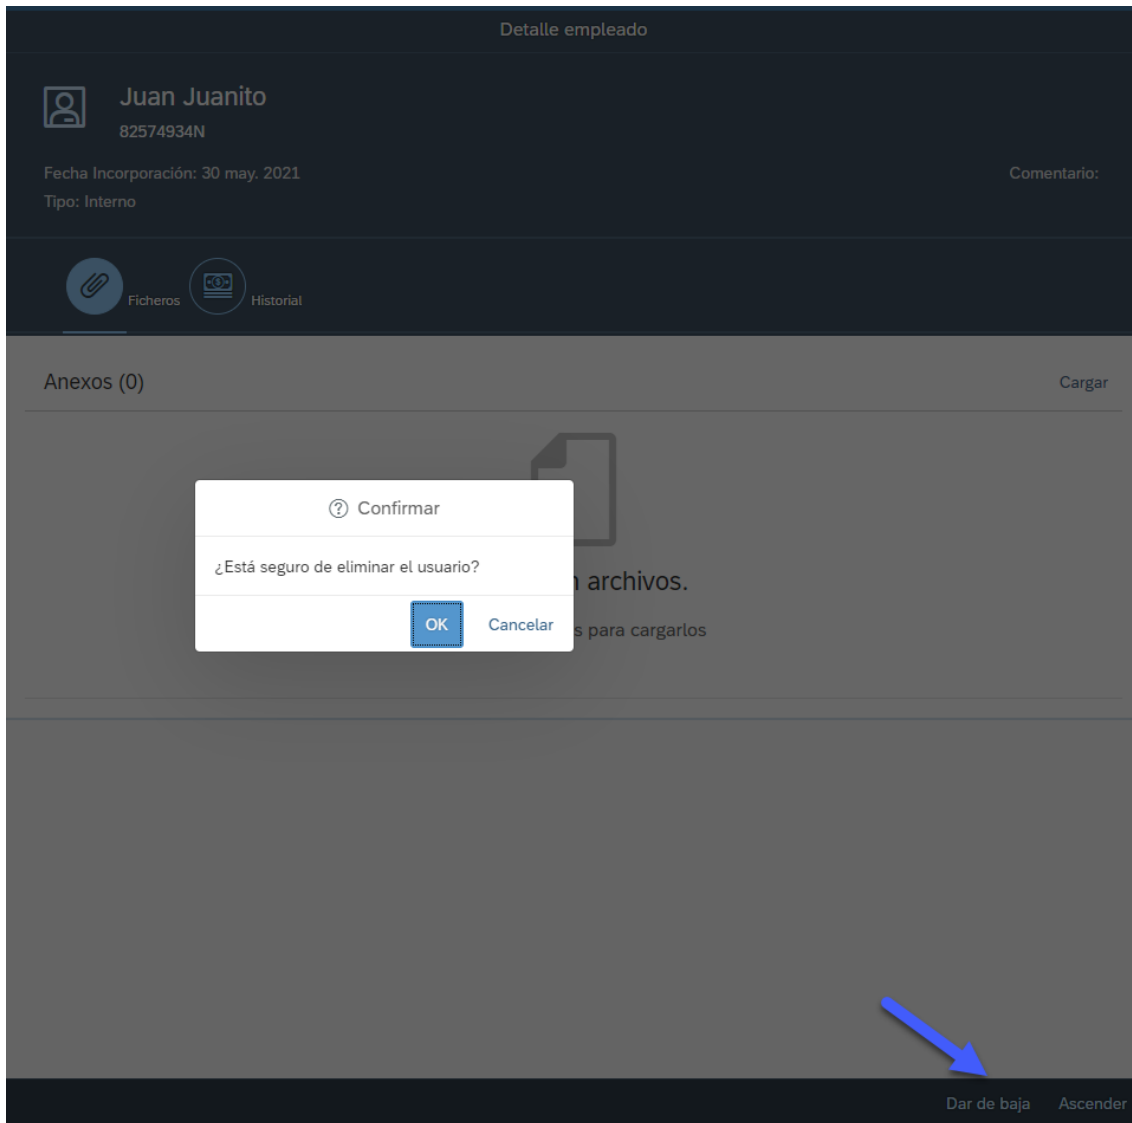 Detalle empleado
Juan Juanito
82574934N
Fecha Incorporación: 30 may. 2021
Comentario:
Tipo: Interno
Ficheros
Historial
Anexos (0)
Cargar
Confirmar
¿Está seguro de eliminar el usuario?
archivos.
OK
Cancelar
para cargarlos
Dar de baja
Ascender